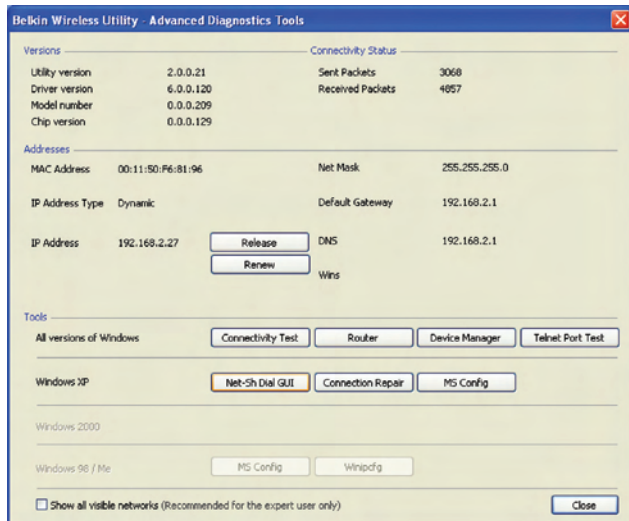 Belkin Wireless Utility - Advanced Diagnostics Tools
Versions
Utility version 2.0.0.21
Driver version 6.0.0.120
Model number 0.0.0.209
Chip version 0.0.0.129
Connectivity Status
Sent Packets 3068
Received Packets 4857
Addresses
MAC Address 00:11:50:F6:81:96
IP Address Type Dynamic
IP Address 192.168.2.27 Release
Renew
Net Mask 255.255.255.0
Default Gateway 192.168.2.1
DNS 192.168.2.1
Wins
Tools
All versions of Windows Connectivity Test Router Device Manager Telnet Port Test
Windows XP Net-Sh Dial GUI Connection Repair MS Config
Windows 2000
Windows 98 / Me MS Config Winipcfg
Show all visible networks (Recommended for the expert user only) Close